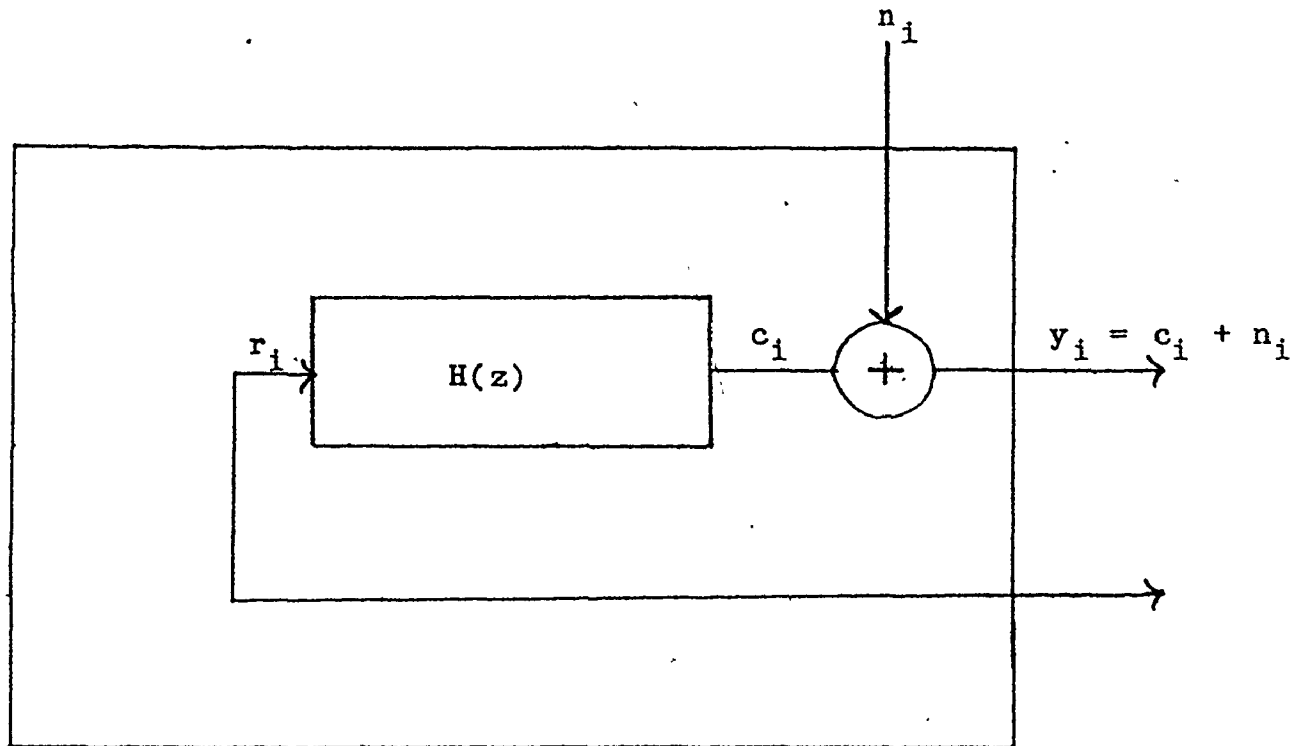 n_i
r_i
H(z)
c_i
+
y_i = c_i + n_i